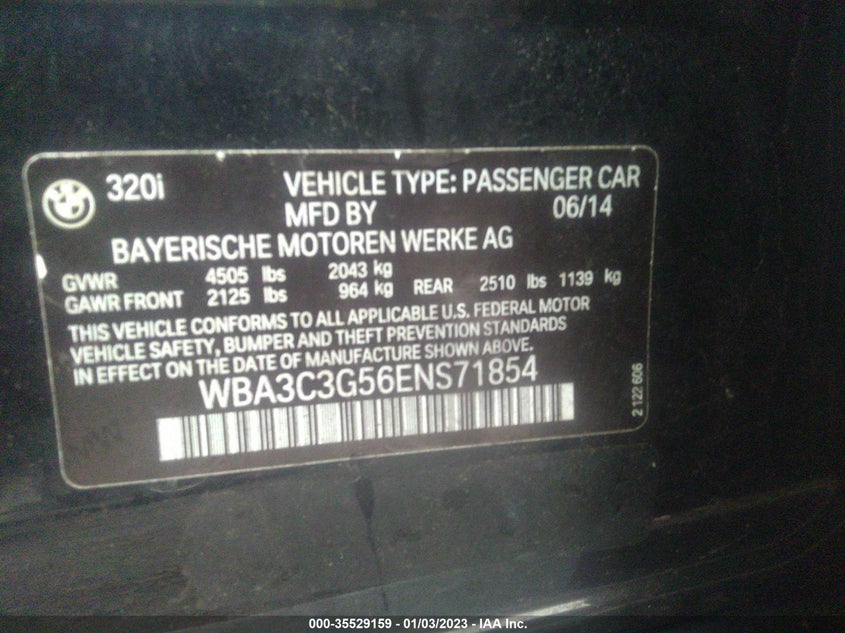 320i VEHICLE TYPE: PASSENGER CAR
MFD BY 06/14
BAYERISCHE MOTOREN WERKE AG
GVWR 4505 lbs 2043 kg
GAWR FRONT 2125 lbs 964 kg REAR 2510 lbs 1139 kg
THIS VEHICLE CONFORMS TO ALL APPLICABLE U.S. FEDERAL MOTOR
VEHICLE SAFETY, BUMPER AND THEFT PREVENTION STANDARDS
IN EFFECT ON THE DATE OF MANUFACTURE SHOWN ABOVE.
WBA3C3G56ENS71854
2 122 606
000-35529159 - 01/03/2023 - IAA Inc.